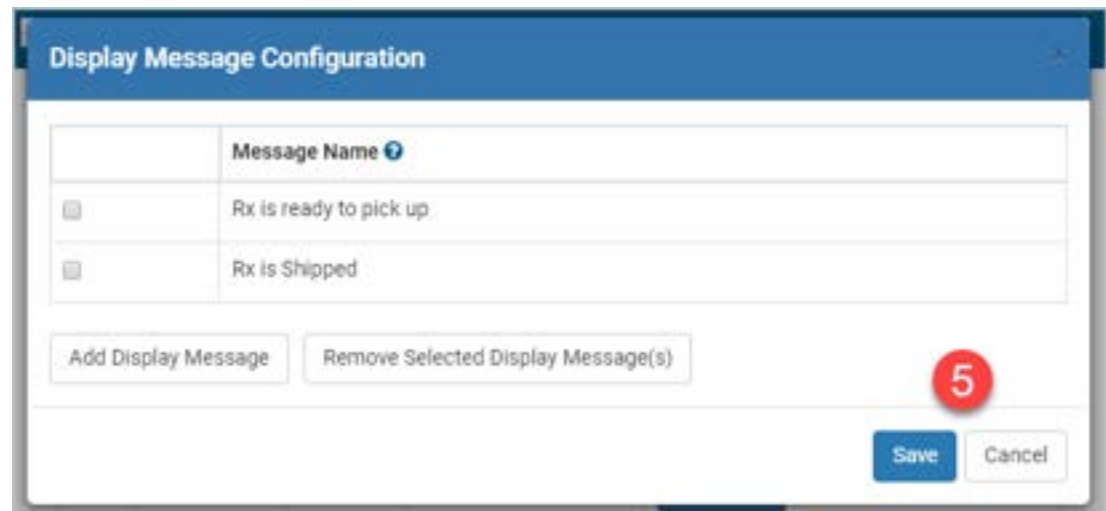 Display Message Configuration
Message Name
Rx is ready to pick up
Rx is Shipped
Add Display Message Remove Selected Display Message(s)
5
Save Cancel